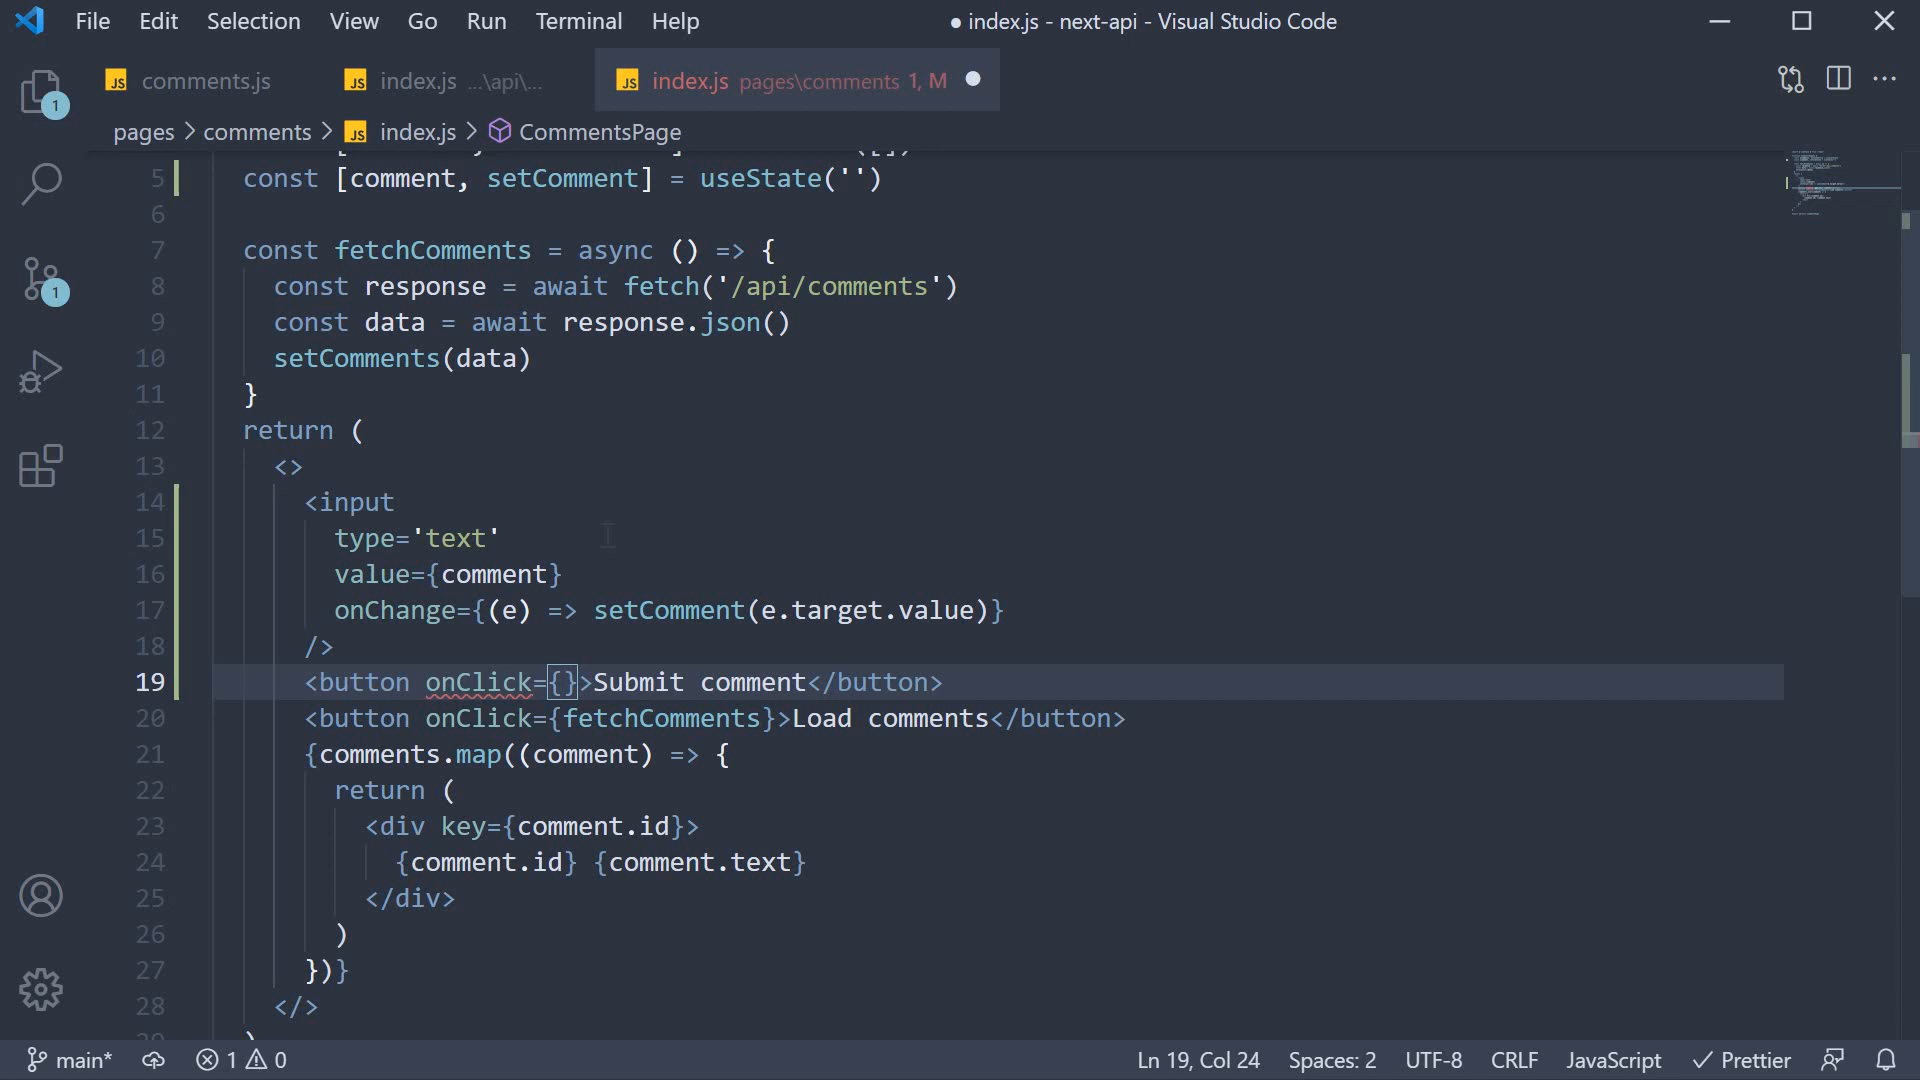 File Edit Selection View Go Run Terminal Help ● index.js - next-api - Visual Studio Code
1
JS comments.js JS index.js ...\api\... JS index.js pages\comments 1, M
pages > comments > JS index.js > CommentsPage
5 const [comment, setComment] = useState('')
6
7 const fetchComments = async () => {
8 const response = await fetch('/api/comments')
9 const data = await response.json()
1
10 setComments(data)
11 }
12 return (
13 <>
14 <input
15 type='text'
16 value={comment}
17 onChange={(e) => setComment(e.target.value)}
18 />
19 <button onClick={}>Submit comment</button>
20 <button onClick={fetchComments}>Load comments</button>
21 {comments.map((comment) => {
22 return (
23 <div key={comment.id}>
24 {comment.id} {comment.text}
25 </div>
26 )
27 })}
28 </>
main* 1 0 Ln 19, Col 24 Spaces: 2 UTF-8 CRLF JavaScript Prettier